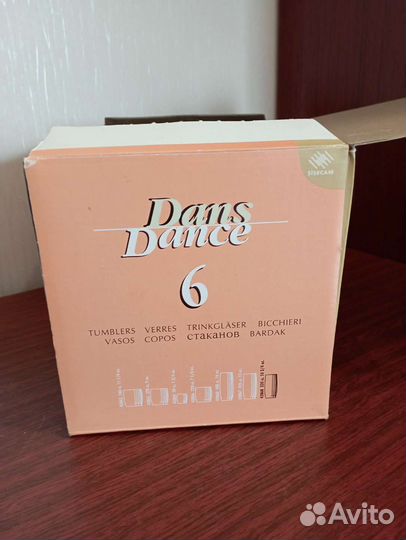 ŞİŞECAM
Dans
Dance
6
TUMBLERS VERRES TRINKGLÄSER BICCHIERI
VASOS COPOS СТАКАНОВ BARDAK
Avito